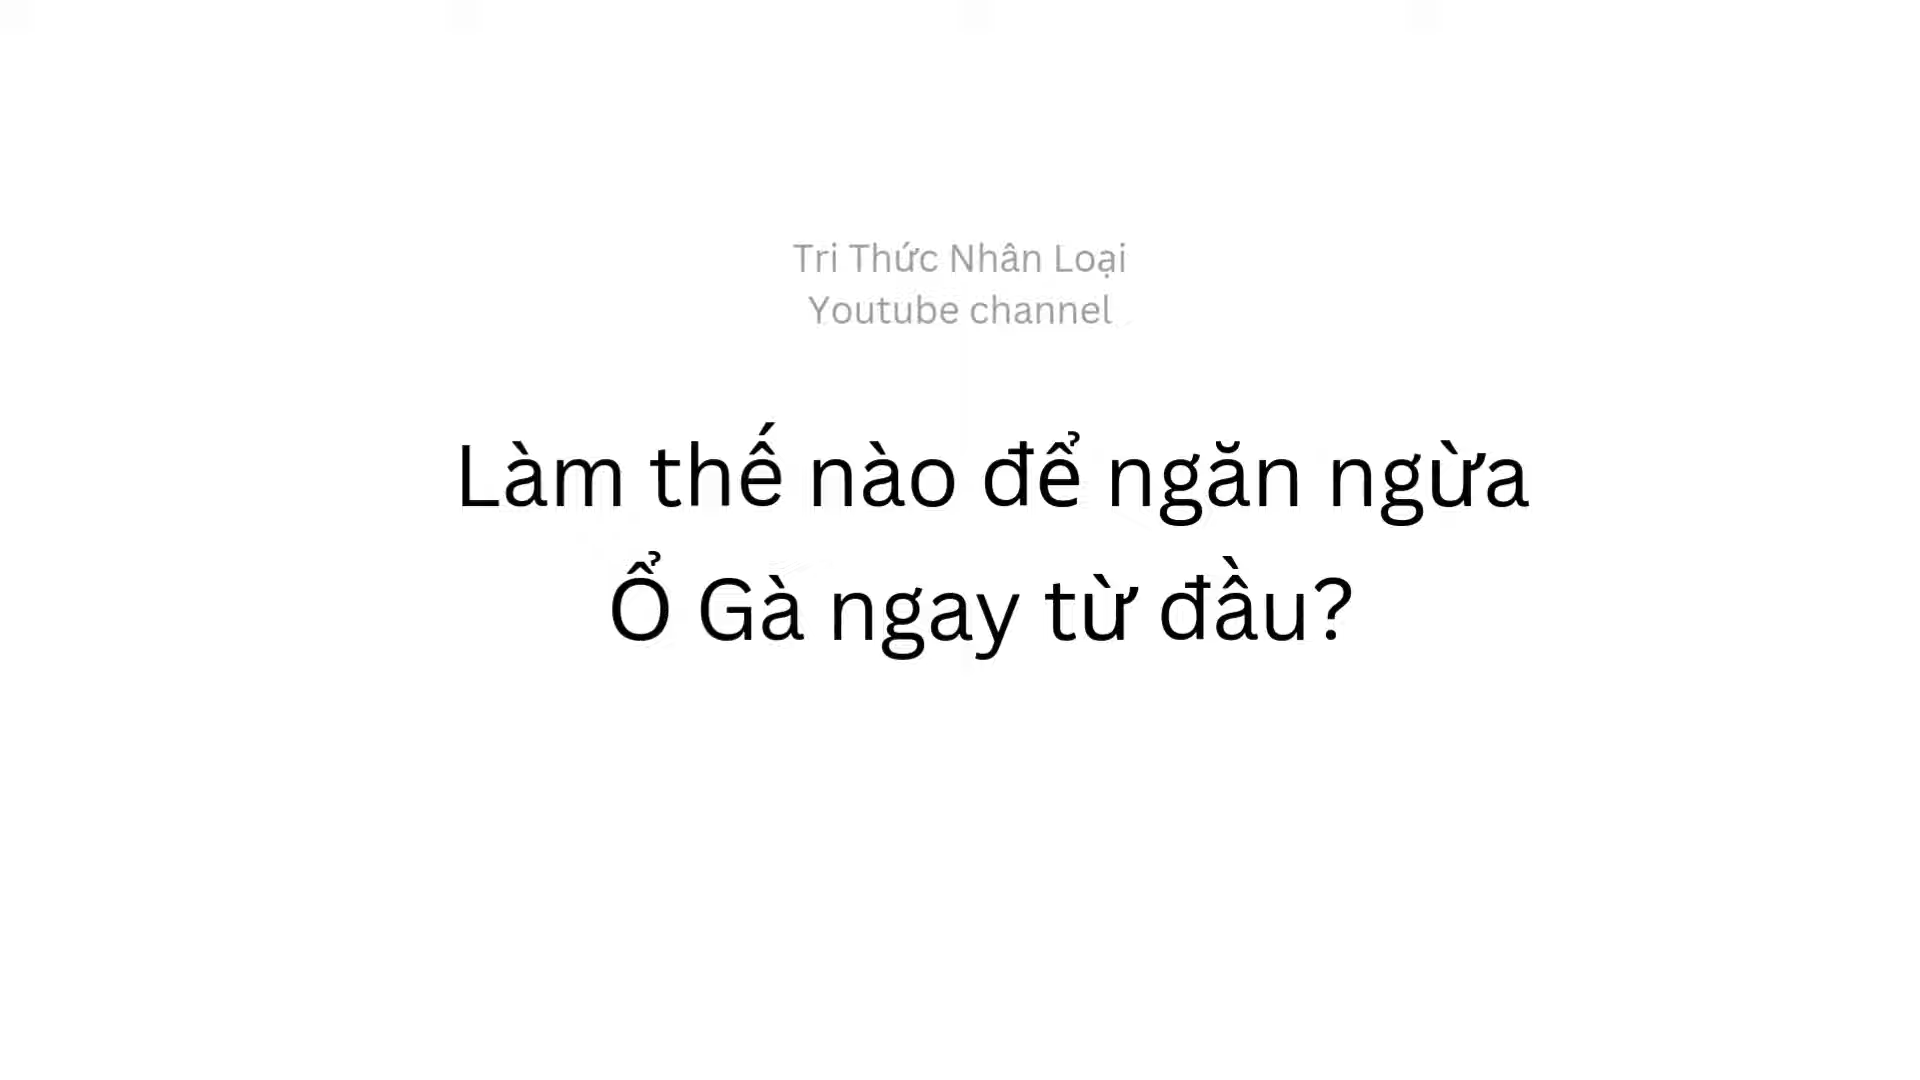 Tri Thức Nhân Loại
Youtube channel
Làm thế nào để ngăn ngừa
Ổ Gà ngay từ đầu?